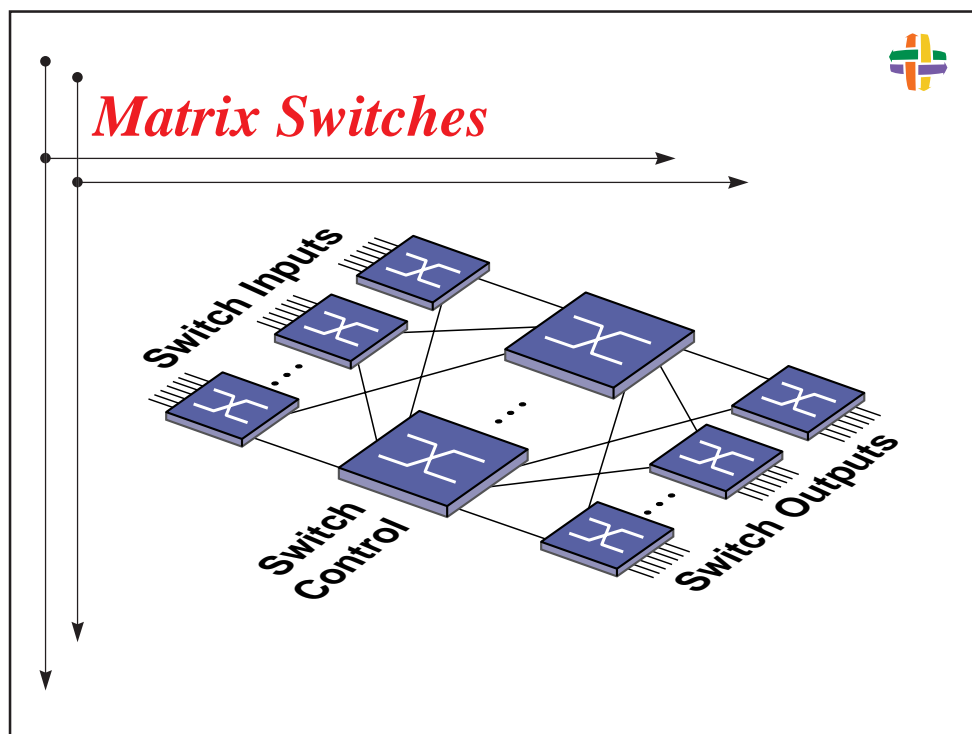 Matrix Switches
Switch Inputs
Switch
Control
Switch Outputs